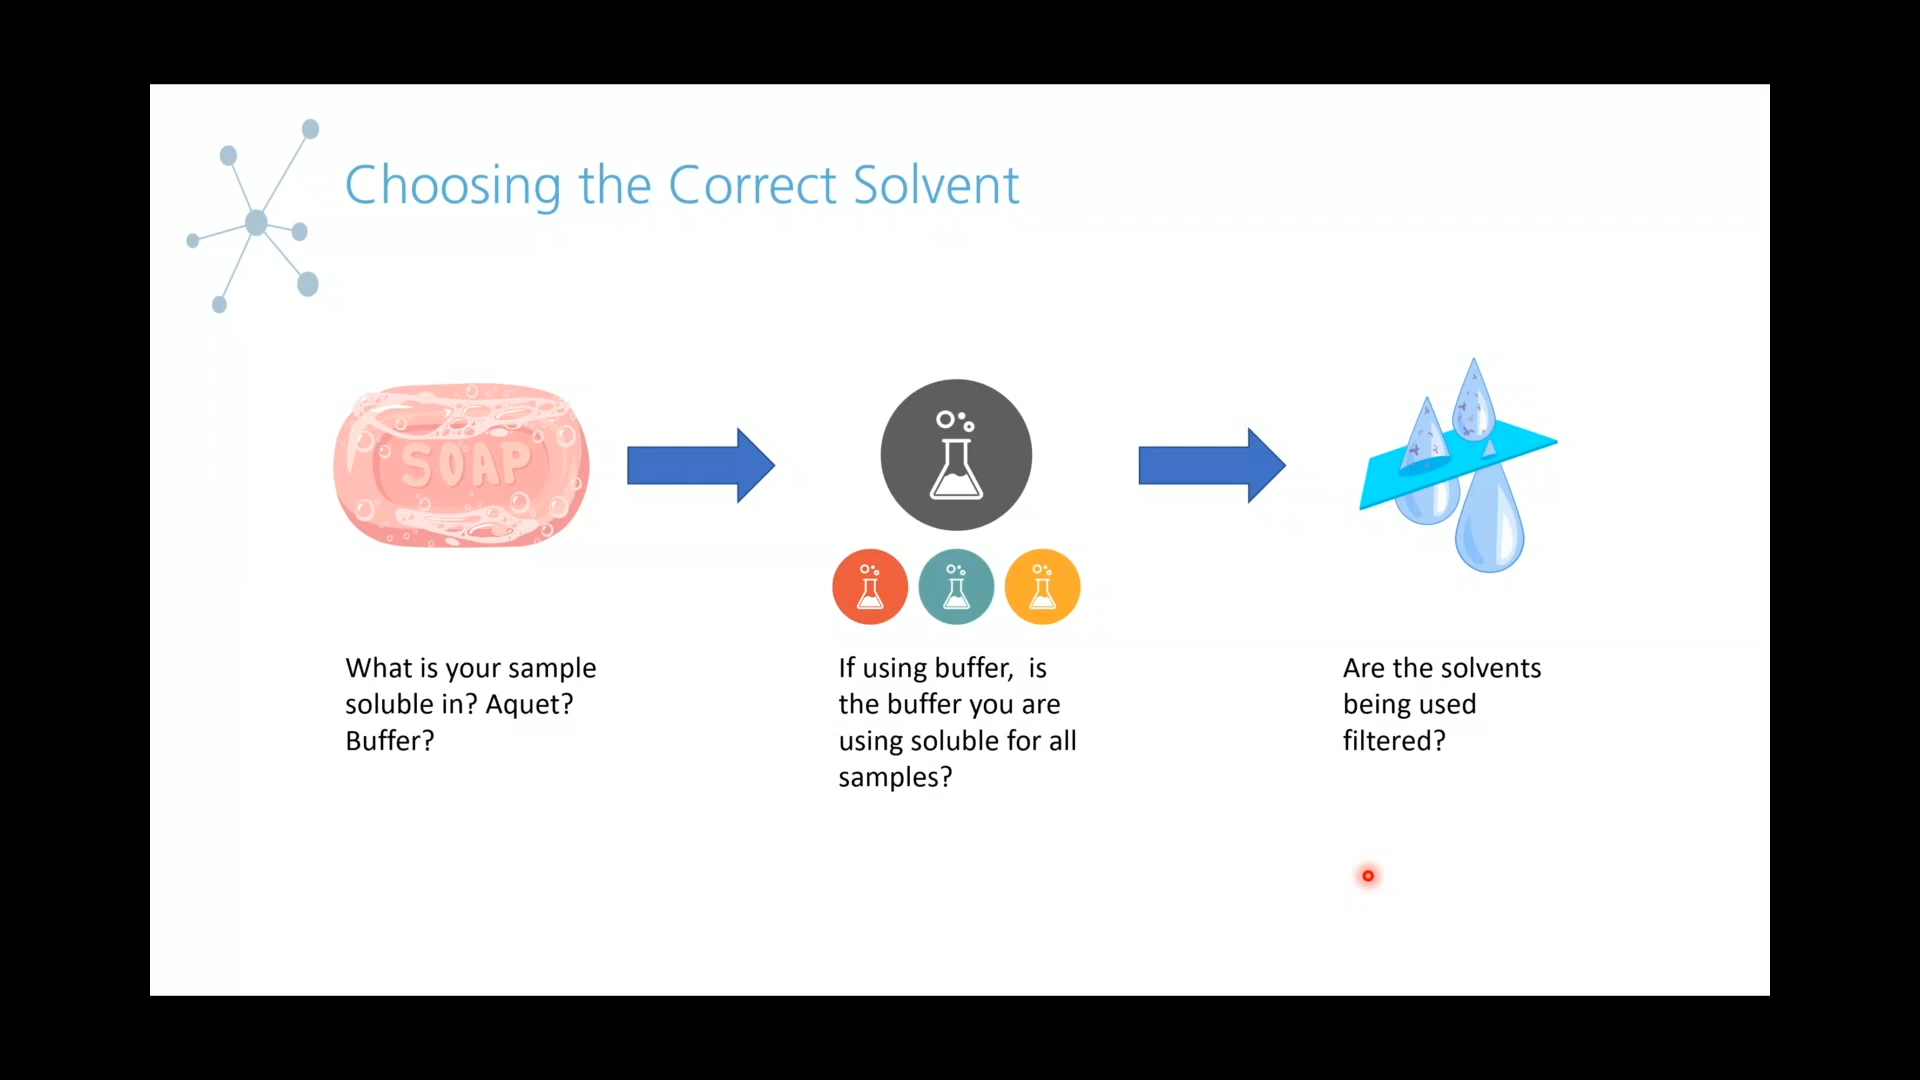 Choosing the Correct Solvent
SOAP
What is your sample
soluble in? Aquet?
Buffer?
If using buffer,  is
the buffer you are
using soluble for all
samples?
Are the solvents
being used
filtered?